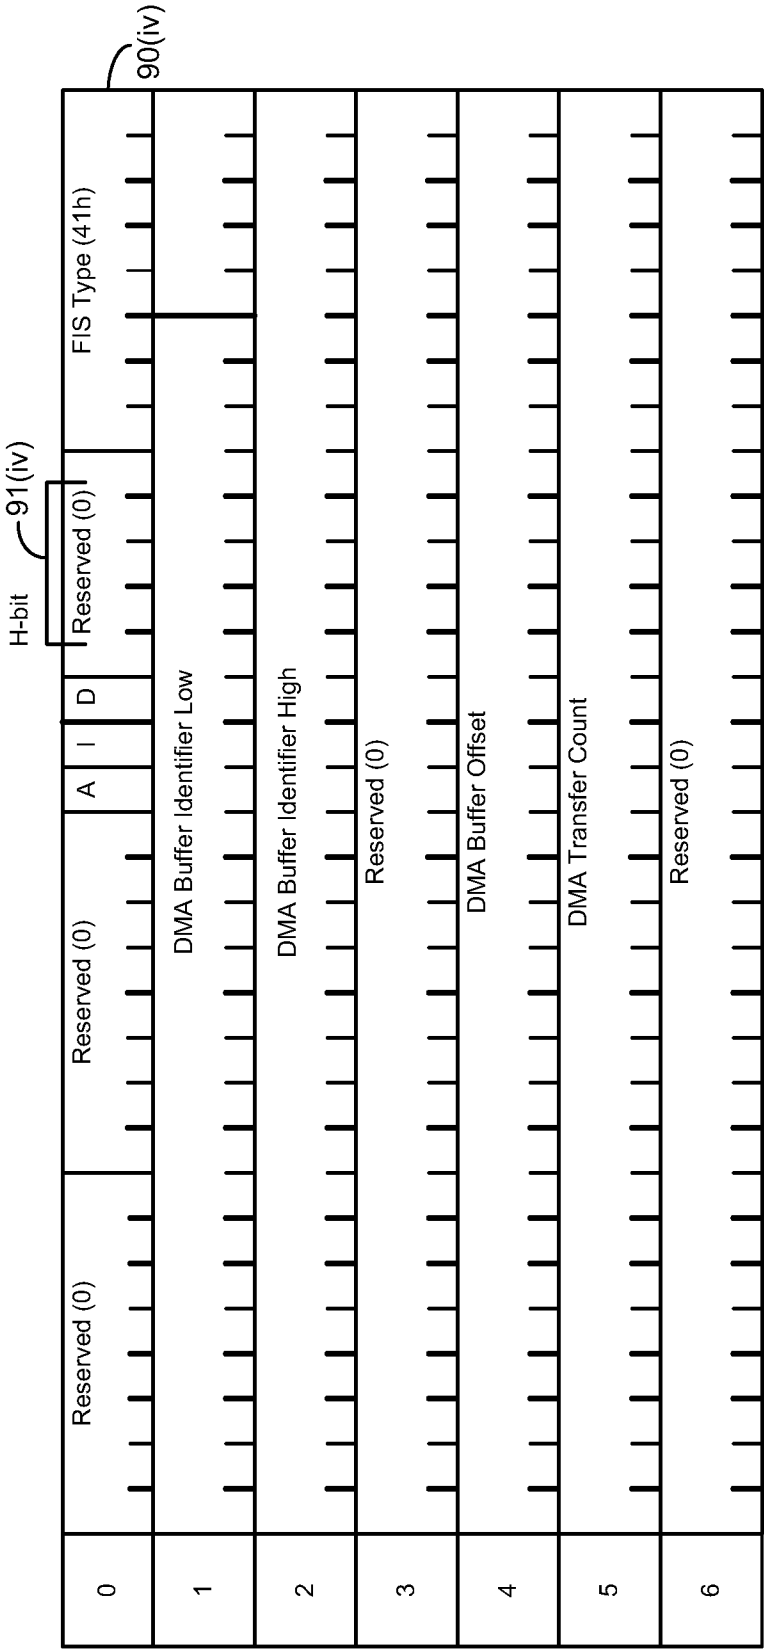 H-bit
91(iv)
90(iv)
0
Reserved (0)
Reserved (0)
A
I
D
Reserved (0)
FIS Type (41h)
1
DMA Buffer Identifier Low
2
DMA Buffer Identifier High
3
Reserved (0)
4
DMA Buffer Offset
5
DMA Transfer Count
6
Reserved (0)